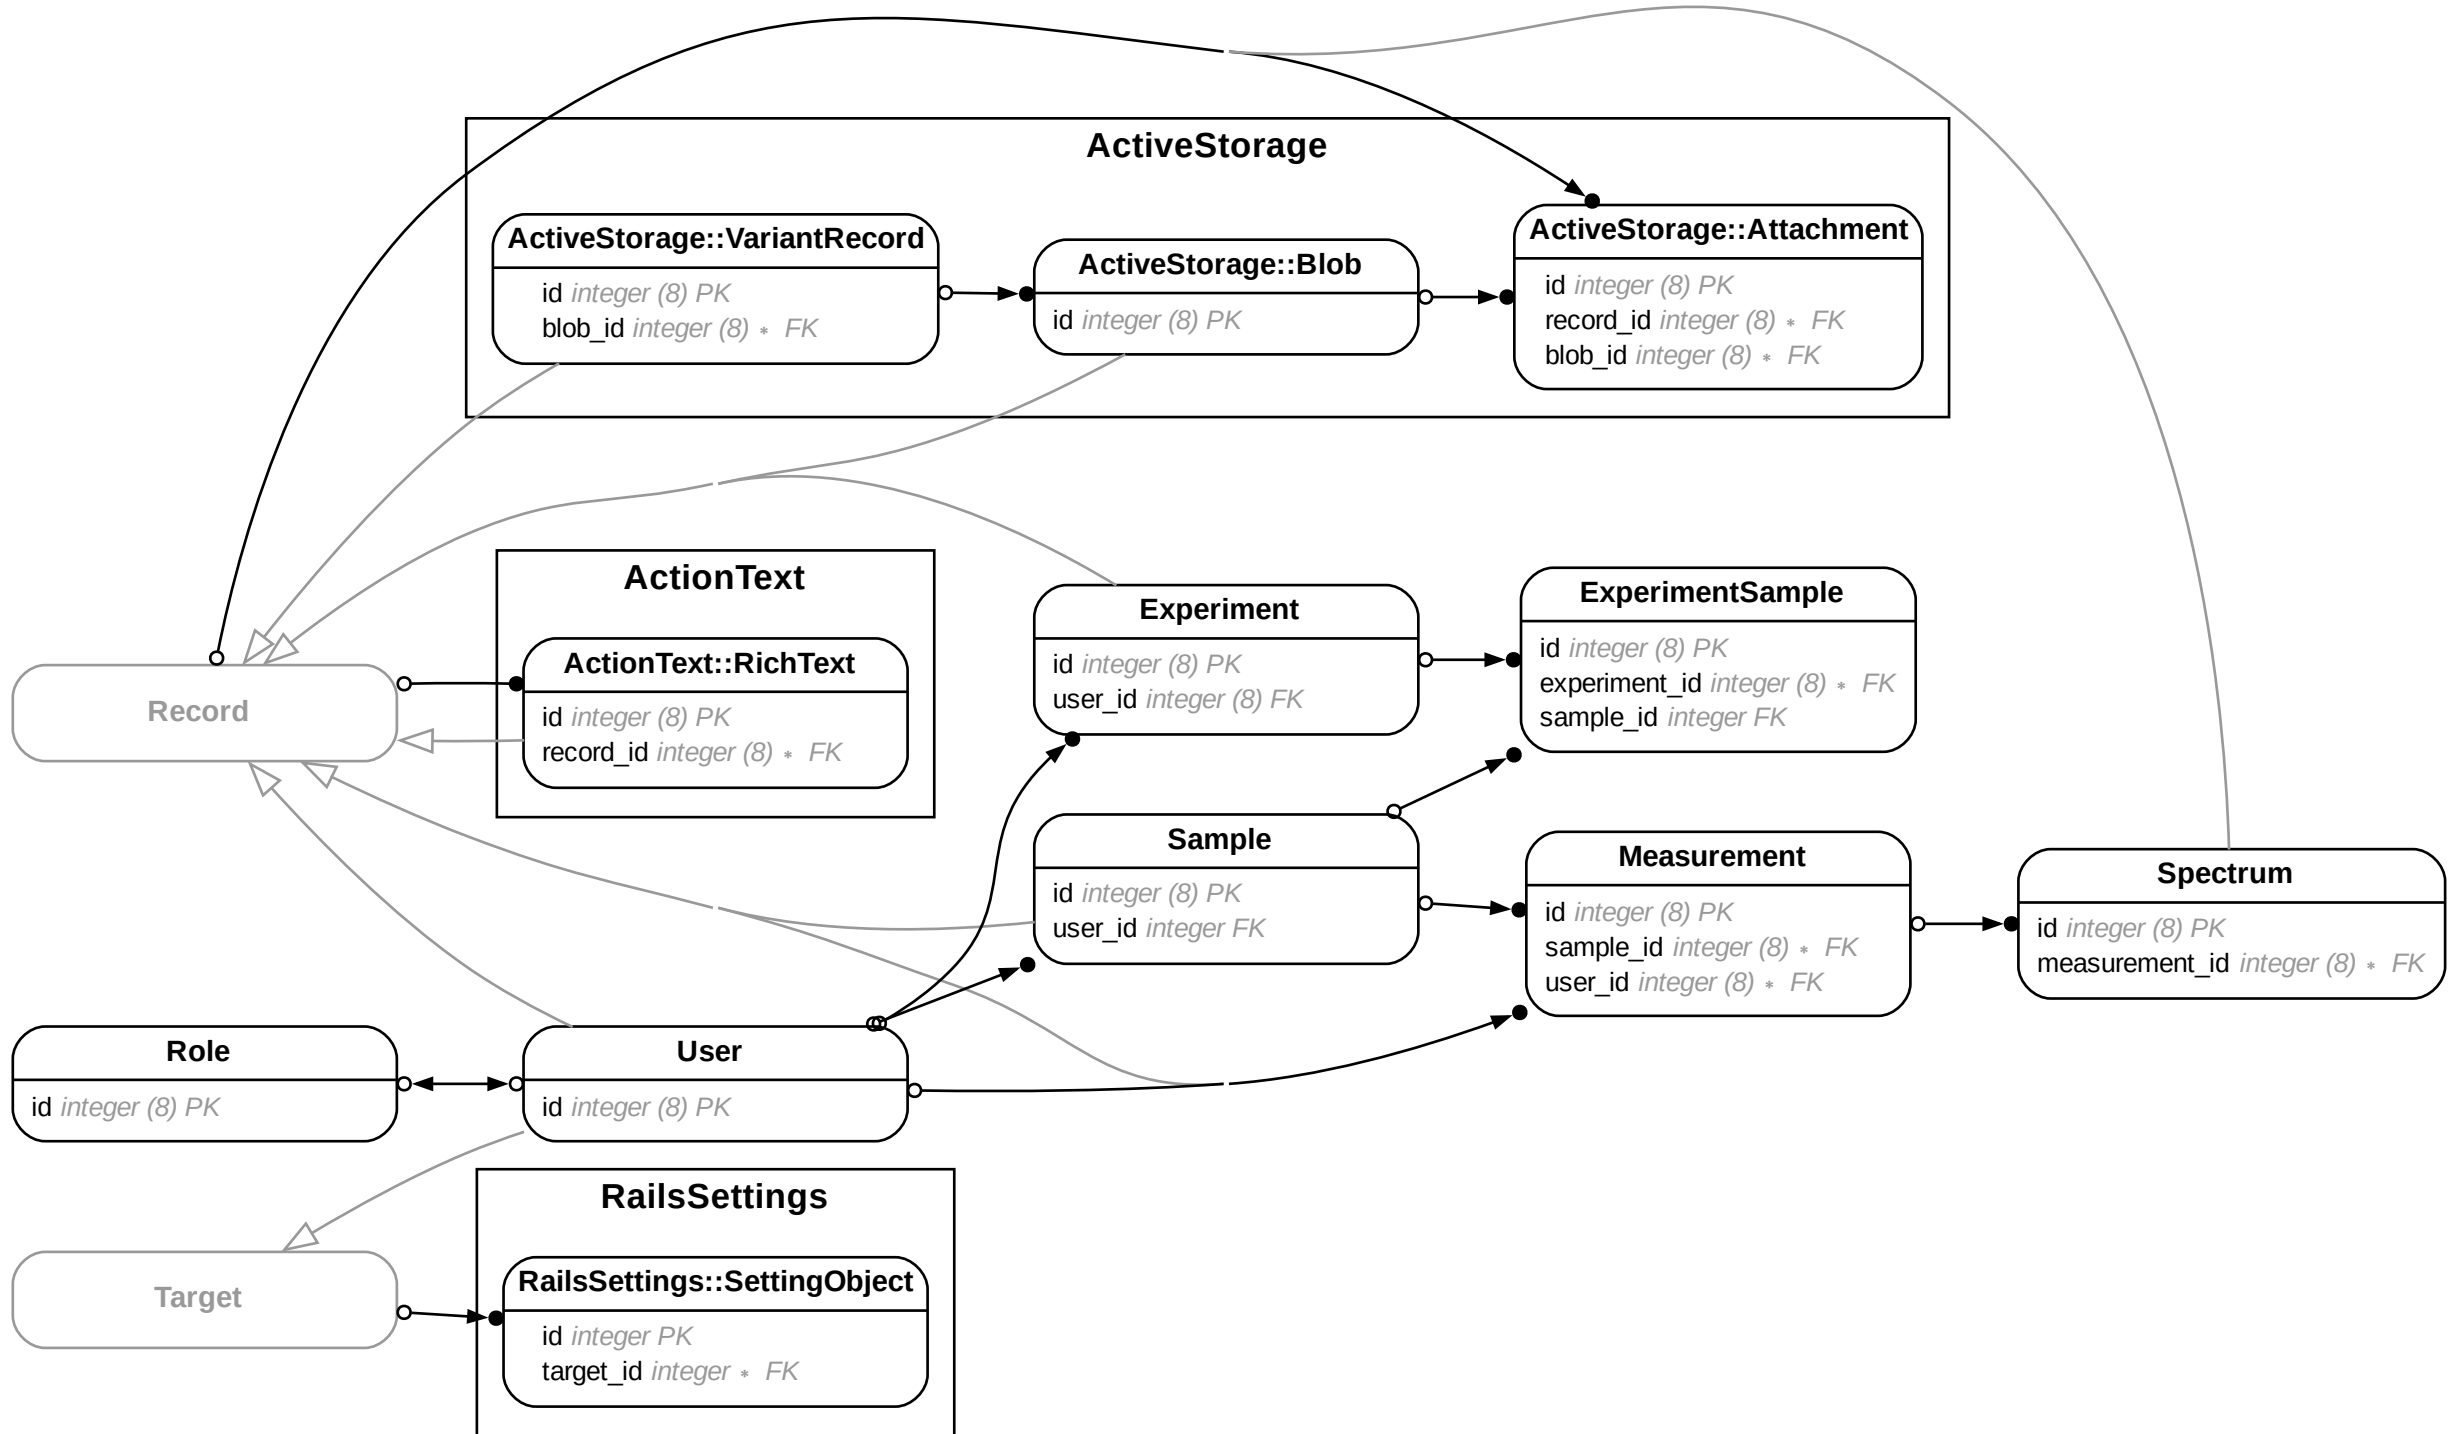 ActiveStorage
ActiveStorage::VariantRecord
id integer (8) PK
blob_id integer (8) * FK
ActiveStorage::Blob
id integer (8) PK
ActiveStorage::Attachment
id integer (8) PK
record_id integer (8) * FK
blob_id integer (8) * FK
Record
ActionText
ActionText::RichText
id integer (8) PK
record_id integer (8) * FK
Experiment
id integer (8) PK
user_id integer (8) FK
ExperimentSample
id integer (8) PK
experiment_id integer (8) * FK
sample_id integer FK
Sample
id integer (8) PK
user_id integer FK
Measurement
id integer (8) PK
sample_id integer (8) * FK
user_id integer (8) * FK
Spectrum
id integer (8) PK
measurement_id integer (8) * FK
Role
id integer (8) PK
User
id integer (8) PK
Target
RailsSettings
RailsSettings::SettingObject
id integer PK
target_id integer * FK